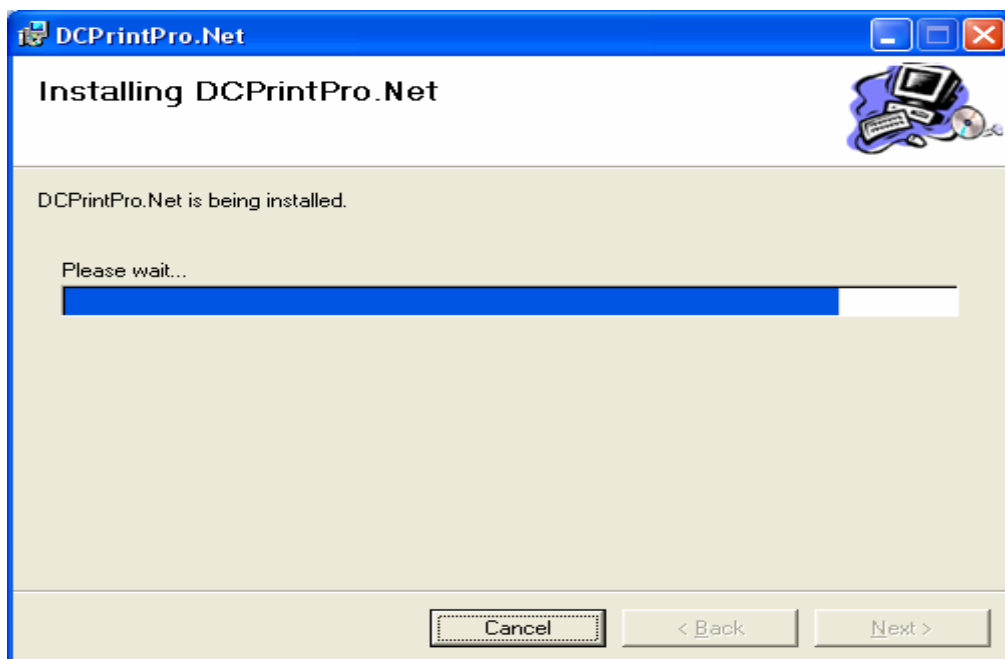 DCPrintPro.Net
Installing DCPrintPro.Net
DCPrintPro.Net is being installed.
Please wait...
Cancel
< Back
Next >